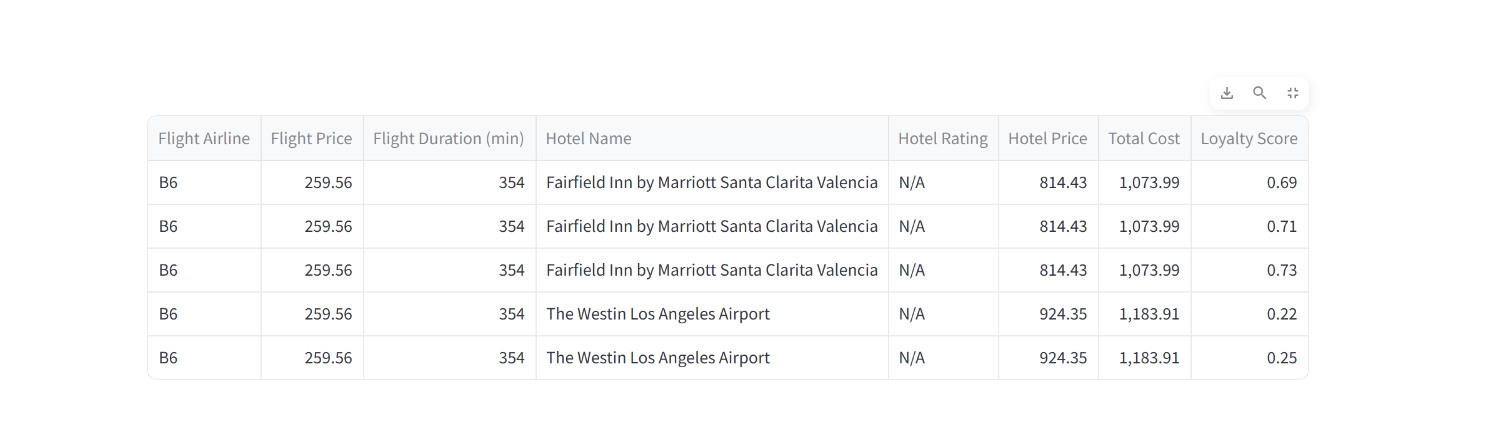 Flight Airline Flight Price Flight Duration (min) Hotel Name Hotel Rating Hotel Price Total Cost Loyalty Score
B6 259.56 354 Fairfield Inn by Marriott Santa Clarita Valencia N/A 814.43 1,073.99 0.69
B6 259.56 354 Fairfield Inn by Marriott Santa Clarita Valencia N/A 814.43 1,073.99 0.71
B6 259.56 354 Fairfield Inn by Marriott Santa Clarita Valencia N/A 814.43 1,073.99 0.73
B6 259.56 354 The Westin Los Angeles Airport N/A 924.35 1,183.91 0.22
B6 259.56 354 The Westin Los Angeles Airport N/A 924.35 1,183.91 0.25